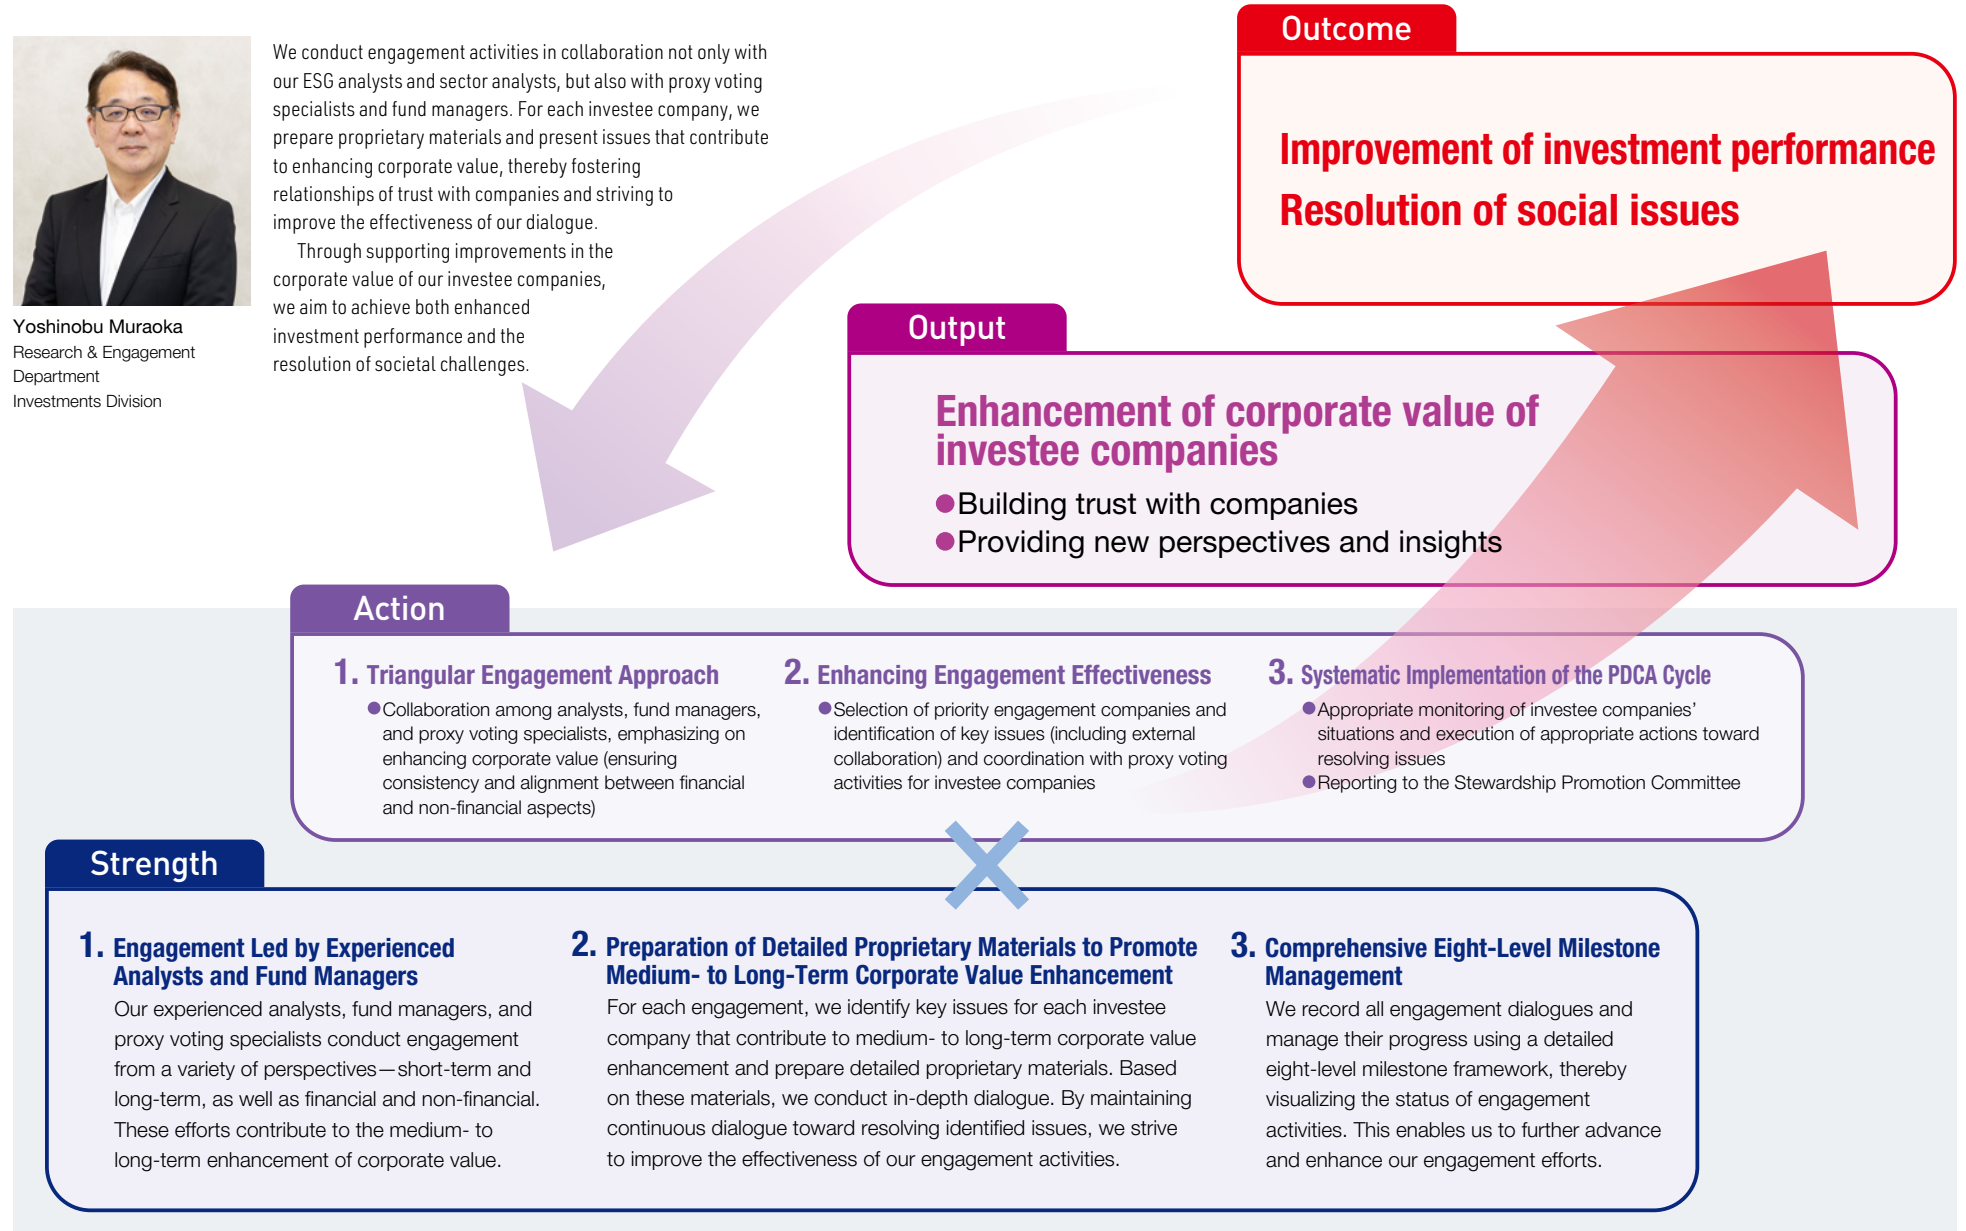 We conduct engagement activities in collaboration not only with
our ESG analysts and sector analysts, but also with proxy voting
specialists and fund managers. For each investee company, we
prepare proprietary materials and present issues that contribute
to enhancing corporate value, thereby fostering
relationships of trust with companies and striving to
improve the effectiveness of our dialogue.
Through supporting improvements in the
corporate value of our investee companies,
we aim to achieve both enhanced
investment performance and the
resolution of societal challenges.
Yoshinobu Muraoka
Research & Engagement
Department
Investments Division
Outcome
Improvement of investment performance
Resolution of social issues
Output
Enhancement of corporate value of
investee companies
●Building trust with companies
●Providing new perspectives and insights
Action
1. Triangular Engagement Approach
●Collaboration among analysts, fund managers,
and proxy voting specialists, emphasizing on
enhancing corporate value (ensuring
consistency and alignment between financial
and non-financial aspects)
2. Enhancing Engagement Effectiveness
●Selection of priority engagement companies and
identification of key issues (including external
collaboration) and coordination with proxy voting
activities for investee companies
3. Systematic Implementation of the PDCA Cycle
●Appropriate monitoring of investee companies’
situations and execution of appropriate actions toward
resolving issues
●Reporting to the Stewardship Promotion Committee
Strength
1. Engagement Led by Experienced
Analysts and Fund Managers
Our experienced analysts, fund managers, and
proxy voting specialists conduct engagement
from a variety of perspectives—short-term and
long-term, as well as financial and non-financial.
These efforts contribute to the medium- to
long-term enhancement of corporate value.
2. Preparation of Detailed Proprietary Materials to Promote
Medium- to Long-Term Corporate Value Enhancement
For each engagement, we identify key issues for each investee
company that contribute to medium- to long-term corporate value
enhancement and prepare detailed proprietary materials. Based
on these materials, we conduct in-depth dialogue. By maintaining
continuous dialogue toward resolving identified issues, we strive
to improve the effectiveness of our engagement activities.
3. Comprehensive Eight-Level Milestone
Management
We record all engagement dialogues and
manage their progress using a detailed
eight-level milestone framework, thereby
visualizing the status of engagement
activities. This enables us to further advance
and enhance our engagement efforts.